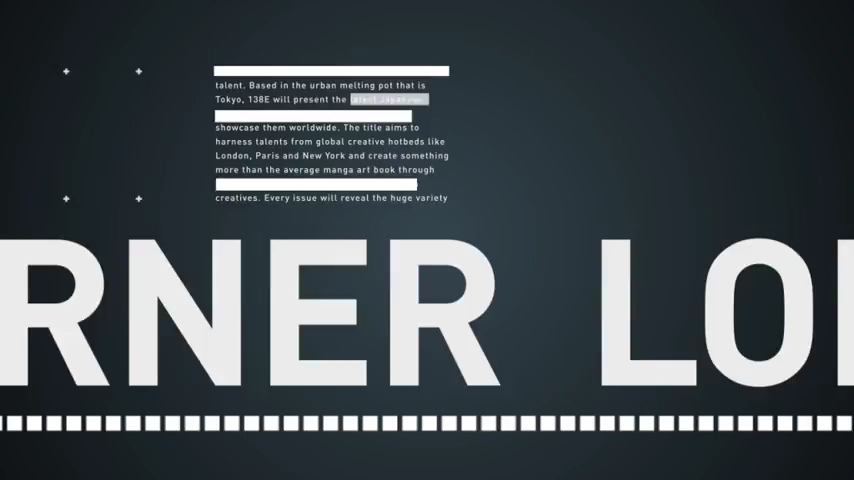 talent. Based in the urban melting pot that is
Tokyo, 138E will present the
showcase them worldwide. The title aims to
harness talents from global creative hotbeds like
London, Paris and New York and create something
more than the average manga art book through
creatives. Every issue will reveal the huge variety
RNER LO